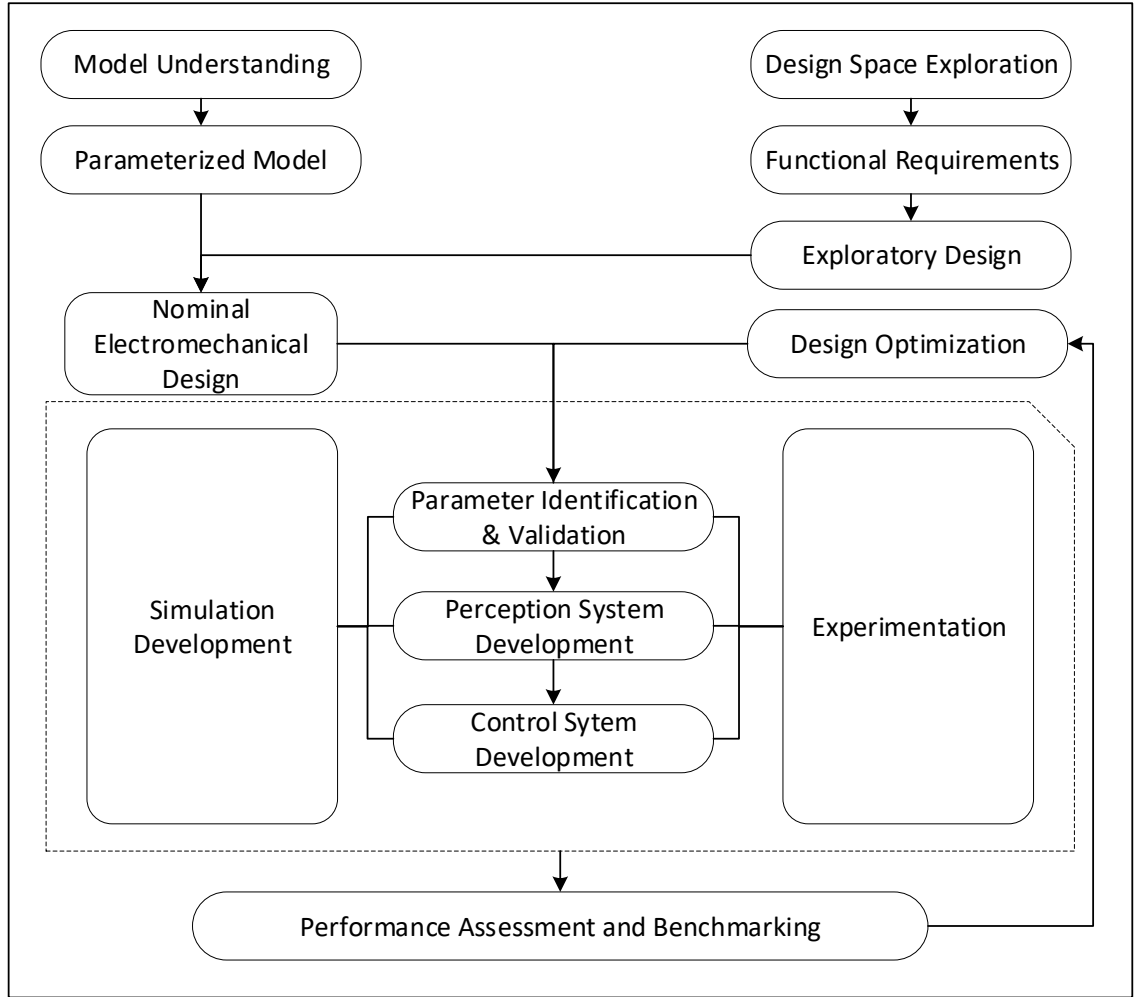 Model Understanding
Design Space Exploration
Parameterized Model
Functional Requirements
Exploratory Design
Nominal
Electromechanical
Design
Design Optimization
Parameter Identification
& Validation
Simulation
Development
Perception System
Development
Experimentation
Control Sytem
Development
Performance Assessment and Benchmarking